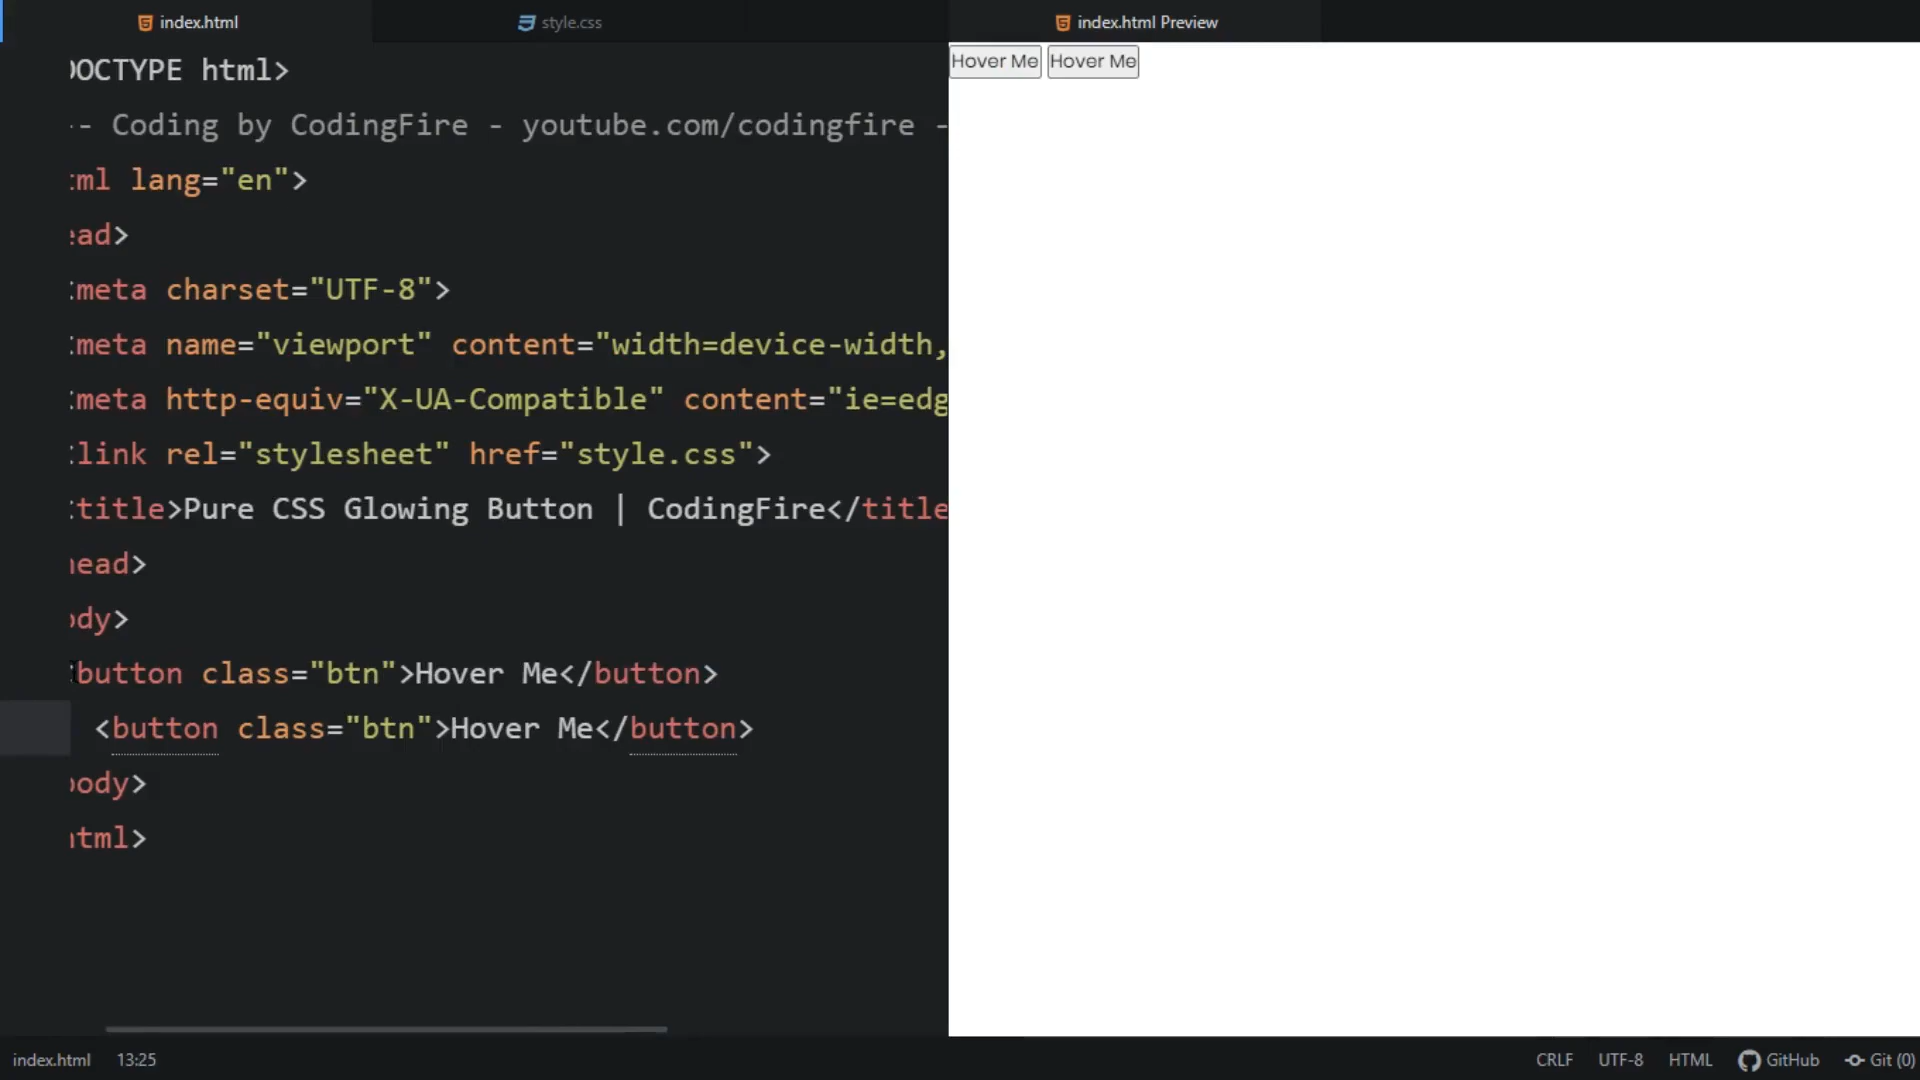 index.html
style.css
index.html Preview
OCTYPE html>
-- Coding by CodingFire - youtube.com/codingfire -
ml lang="en">
ad>
meta charset="UTF-8">
meta name="viewport" content="width=device-width,
meta http-equiv="X-UA-Compatible" content="ie=edg
link rel="stylesheet" href="style.css">
title>Pure CSS Glowing Button | CodingFire</title
ead>
dy>
button class="btn">Hover Me</button>
<button class="btn">Hover Me</button>
ody>
tml>
Hover Me
Hover Me
index.html
13:25
CRLF
UTF-8
HTML
GitHub
Git (0)